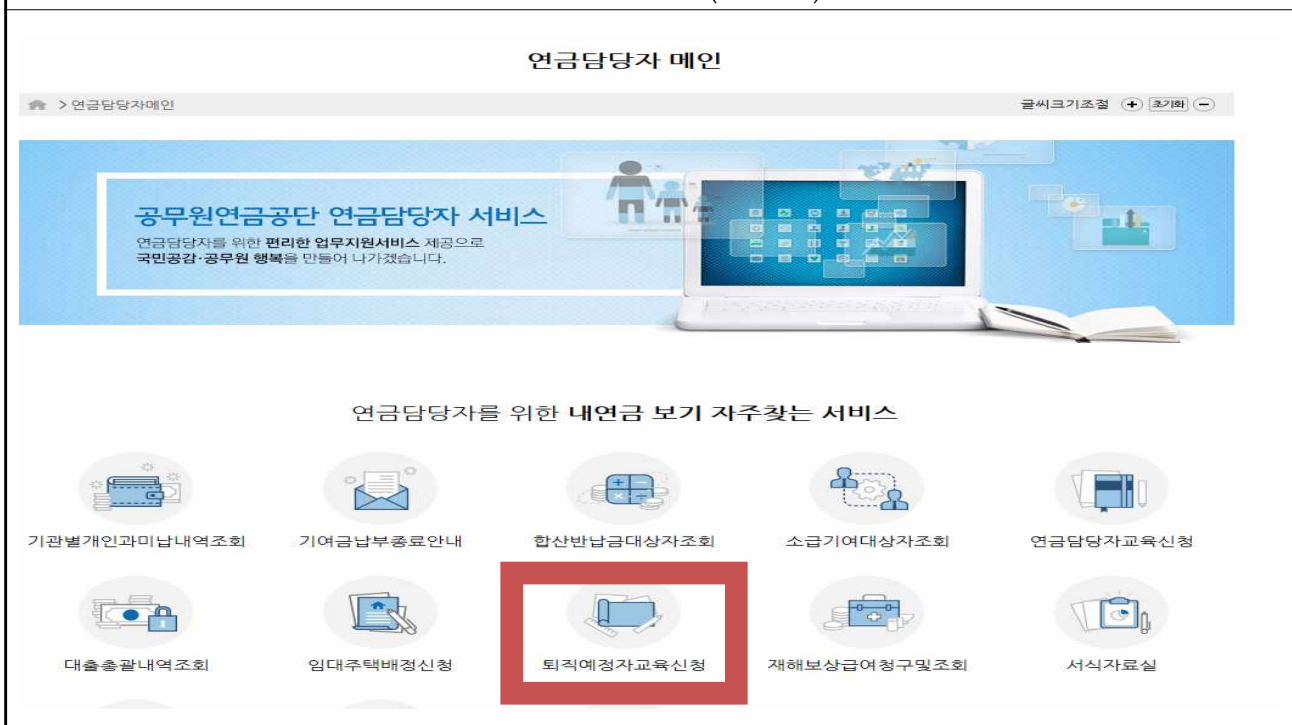 연금담당자 메인
> 연금담당자메인
글씨크기조절 + 초기화 −
공무원연금공단 연금담당자 서비스
연금담당자를 위한 편리한 업무지원서비스 제공으로
국민공감·공무원 행복을 만들어 나가겠습니다.
연금담당자를 위한 내연금 보기 자주찾는 서비스
기관별개인과미납내역조회 기여금납부종료안내 합산반납금대상자조회 소급기여대상자조회 연금담당자교육신청
대출총괄내역조회 임대주택배정신청 퇴직예정자교육신청 재해보상급여청구및조회 서식자료실